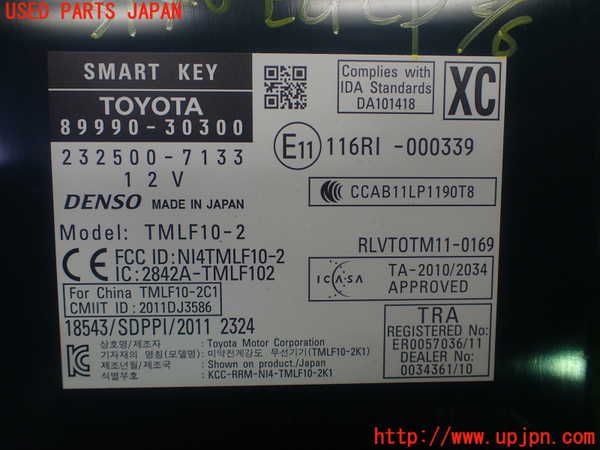 USED PARTS JAPAN
SMART KEY
TOYOTA
89990-30300
232500-7133
12V
DENSO MADE IN JAPAN
Complies with
IDA Standards
DA101418
XC
E11 116RI -000339
CCC CCAB11LP1190T8
Model: TMLF10-2
CE FCC ID: NI4TMLF10-2
IC: 2842A-TMLF102
RLVTOTM11-0169
ICASA TA-2010/2034
APPROVED
For China TMLF10-2C1
CMIIT ID : 2011DJ3586
18543/SDPPI/2011 2324
TRA
REGISTERED No:
ER0057036/11
DEALER No:
0034361/10
상호명/제조자 : Toyota Motor Corporation
기자재의 명칭(모델명): 미약전계강도 무선기기(TMLF10-2K1)
제조년월/제조국 : Shown on product/Japan
식별부호 : KCC-RRM-NI4-TMLF10-2K1
http://www.upjpn.com/